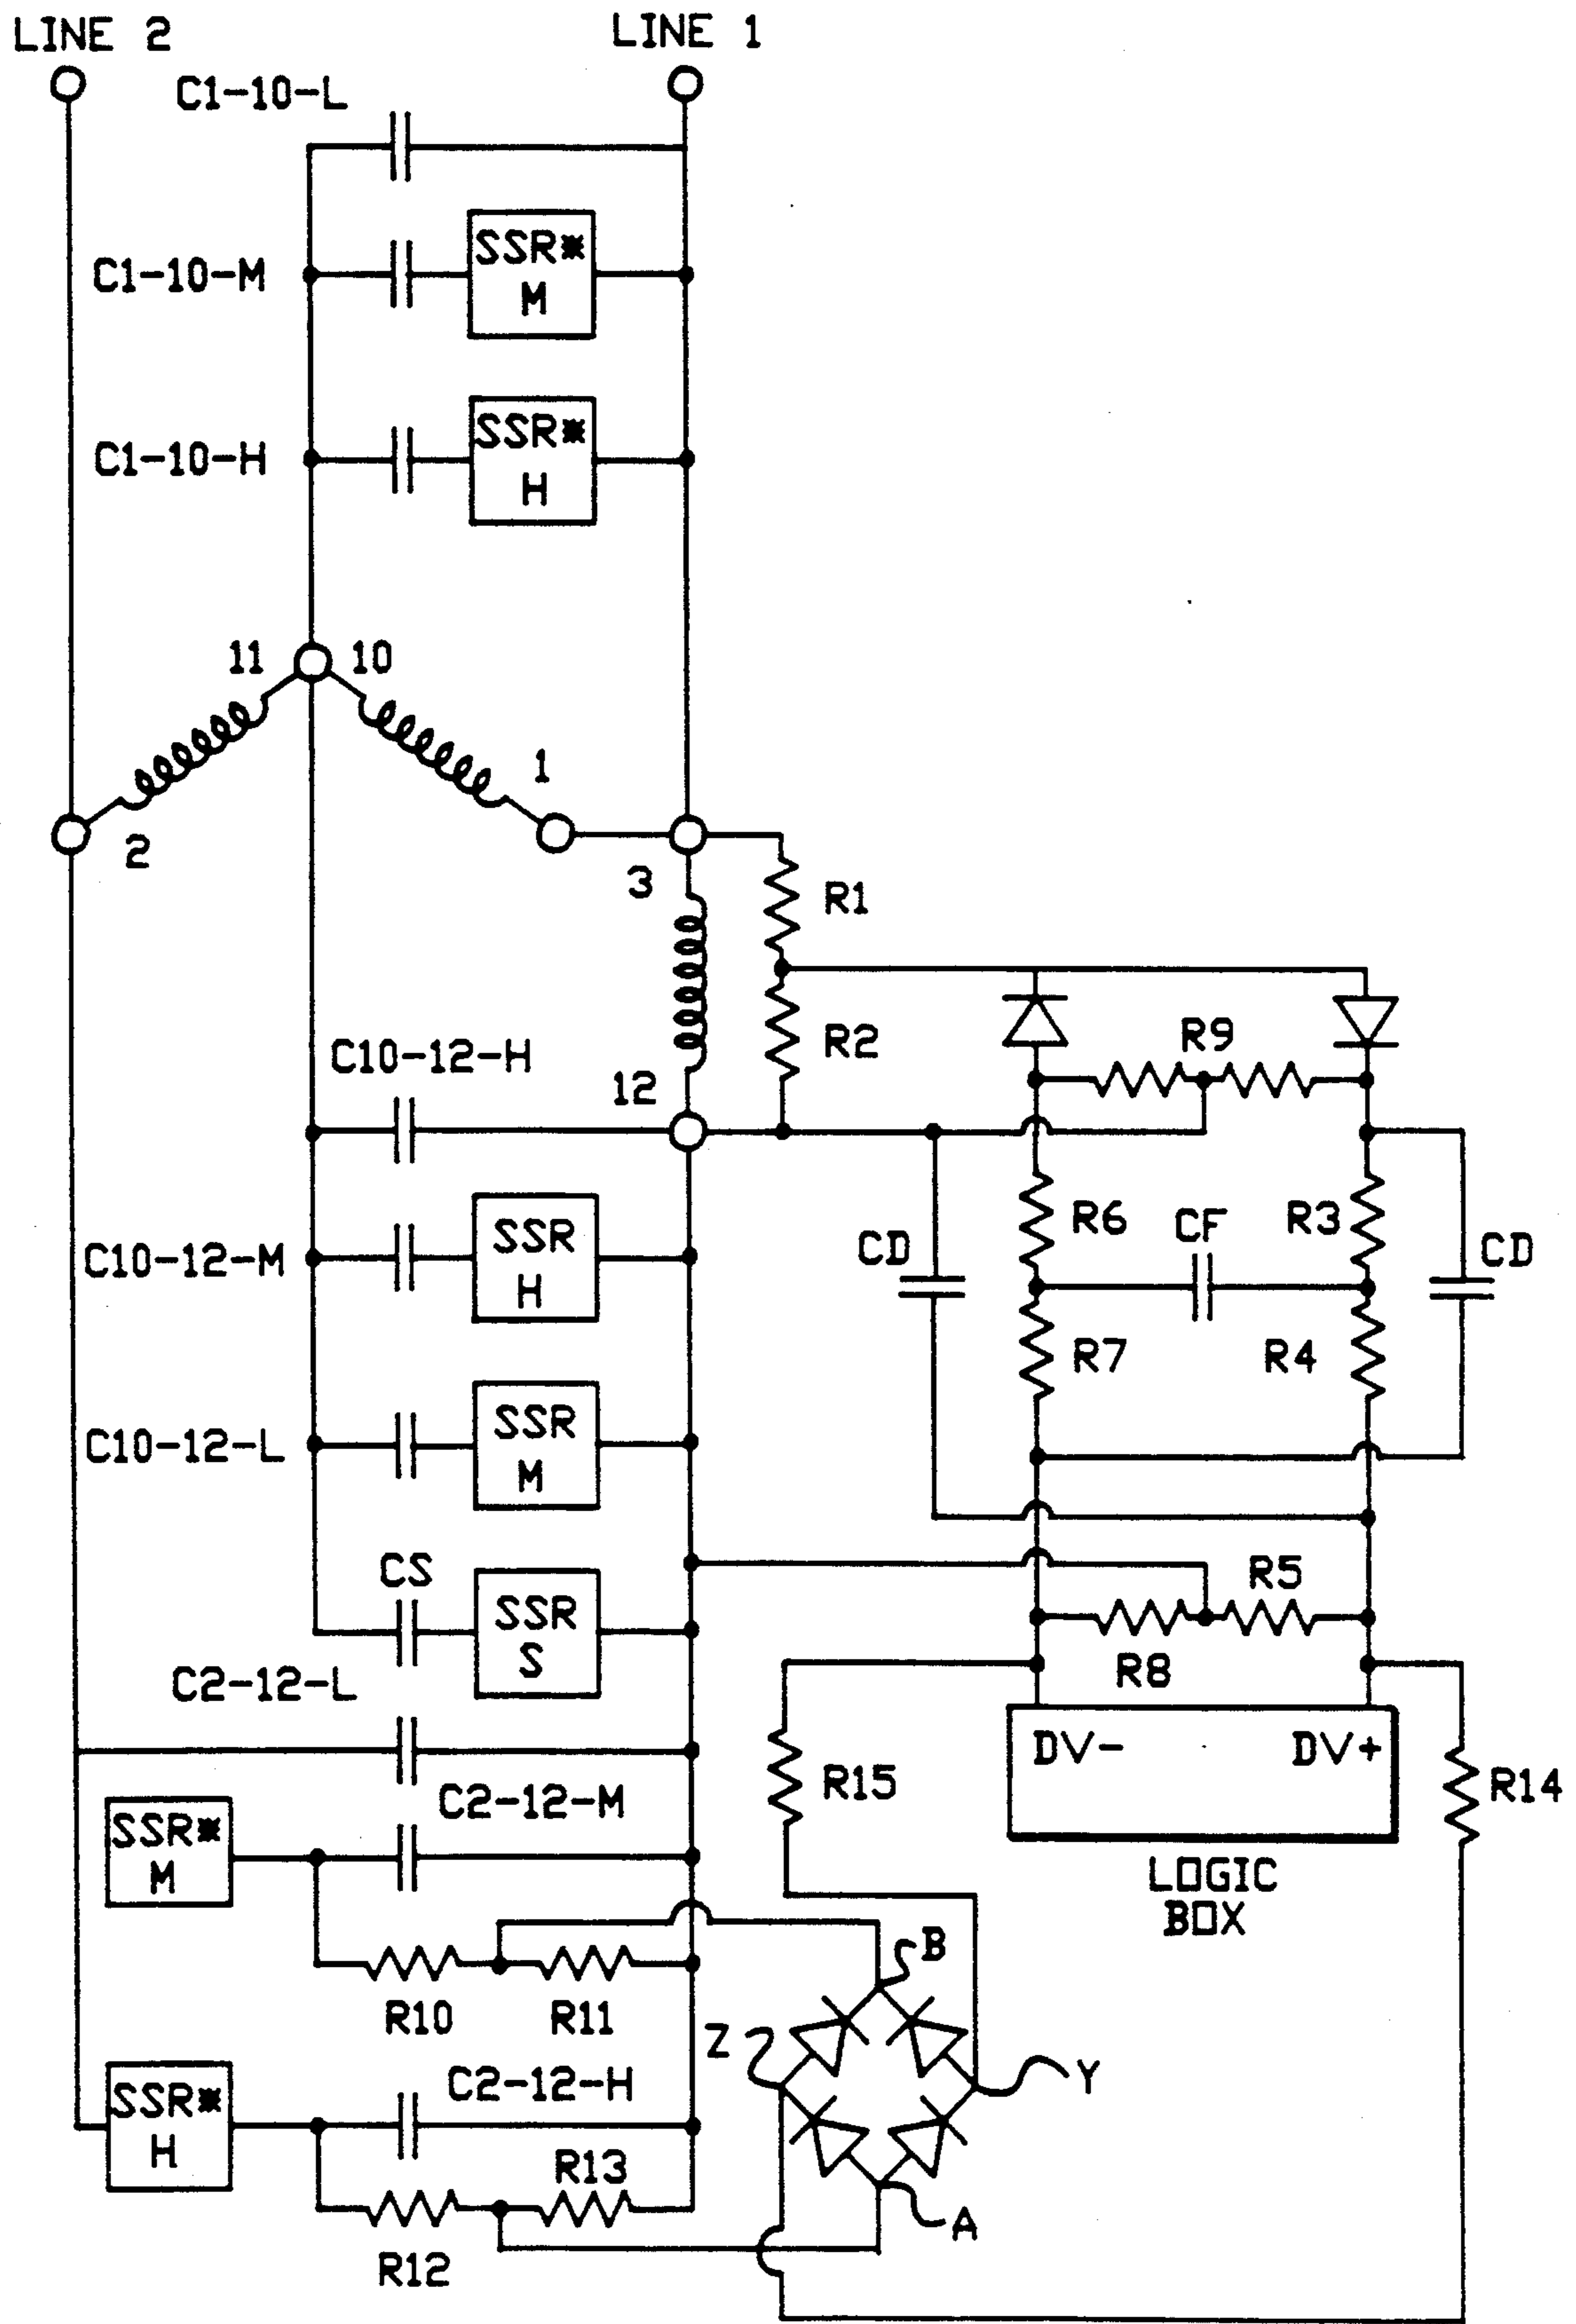 LINE 2
LINE 1
C1-10-L
SSR*
M
C1-10-M
SSR*
H
C1-10-H
11
10
1
2
3
R1
R2
R9
C10-12-H
12
R6
CF
R3
CD
CD
SSR
H
C10-12-M
R7
R4
SSR
M
C10-12-L
CS
R5
SSR
S
R8
C2-12-L
DV-
DV+
R15
R14
C2-12-M
SSR*
M
LOGIC
BOX
B
R10
R11
Z
Y
C2-12-H
SSR*
H
R13
A
R12